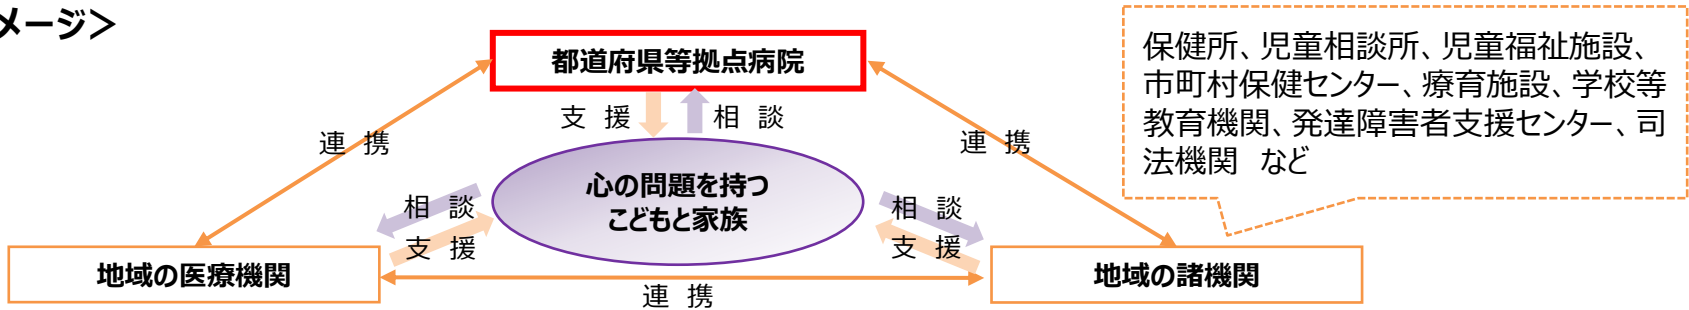 メージ＞
都道府県等拠点病院
保健所、児童相談所、児童福祉施設、
市町村保健センター、療育施設、学校等
教育機関、発達障害者支援センター、司
法機関　など
支 援
相 談
連 携
連 携
心の問題を持つ
こどもと家族
相 談
支 援
相 談
支 援
地域の医療機関
地域の諸機関
連 携